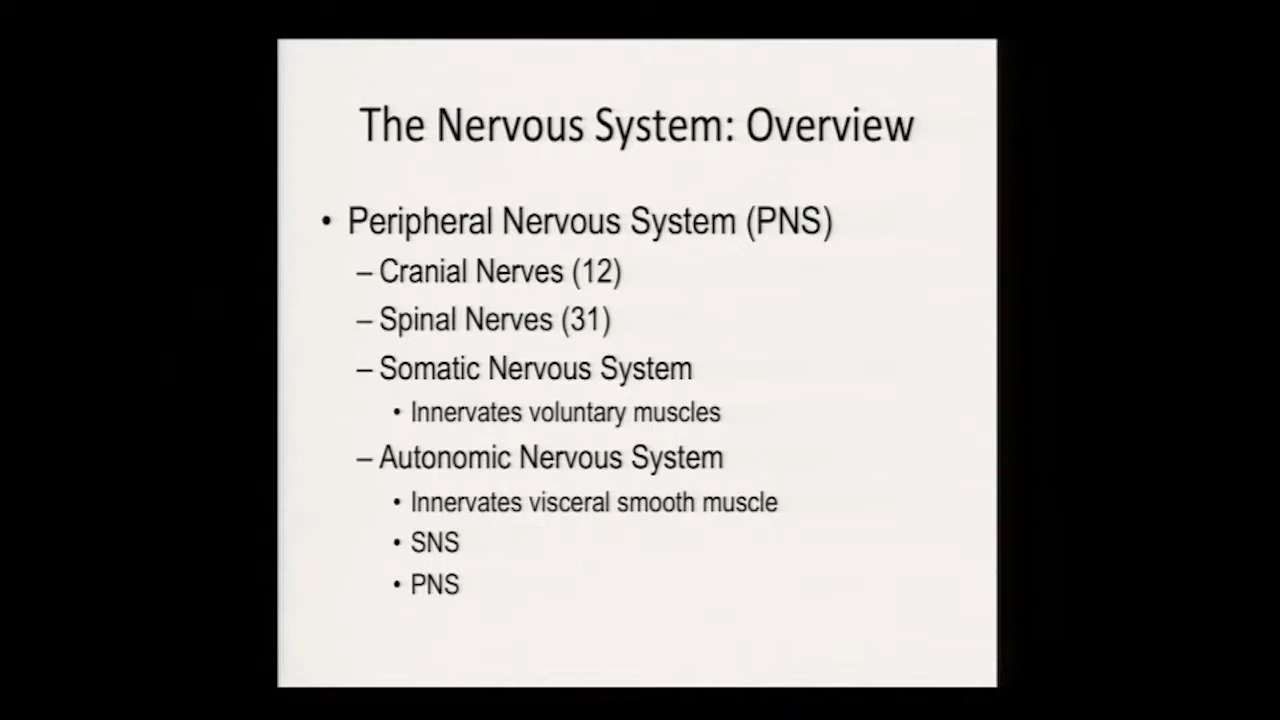 The Nervous System: Overview
• Peripheral Nervous System (PNS)
– Cranial Nerves (12)
– Spinal Nerves (31)
– Somatic Nervous System
• Innervates voluntary muscles
– Autonomic Nervous System
• Innervates visceral smooth muscle
• SNS
• PNS